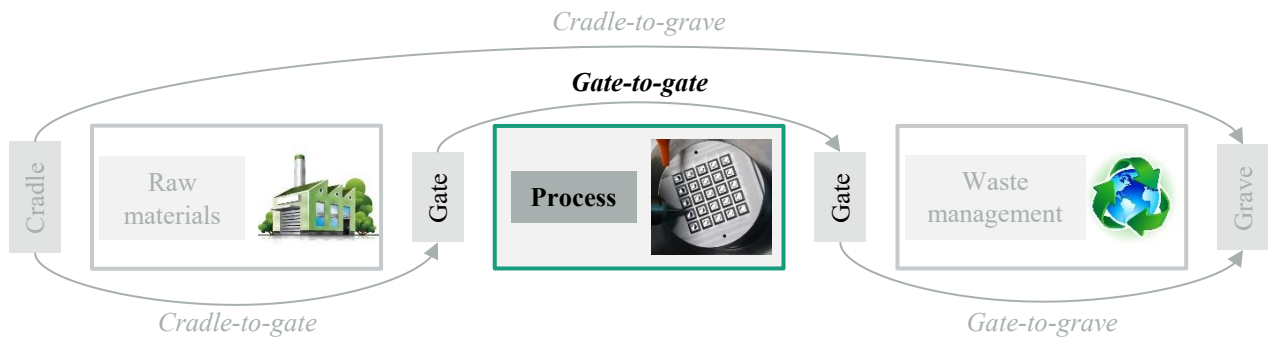 Cradle-to-grave
Gate-to-gate
Cradle
Raw
materials
Gate
Process
Gate
Waste
management
Grave
Cradle-to-gate
Gate-to-grave